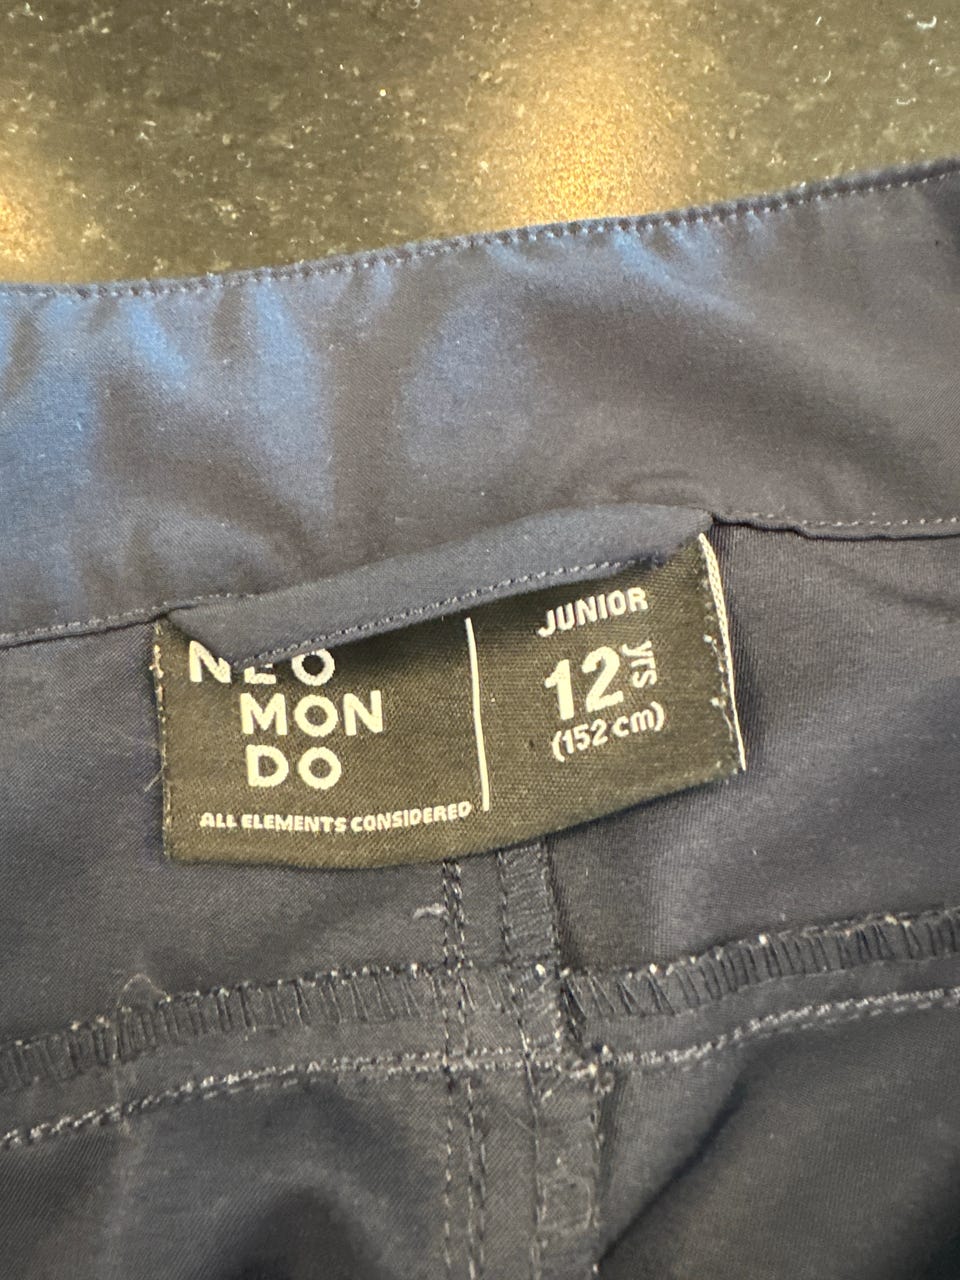 NEO
MON
DO
ALL ELEMENTS CONSIDERED
JUNIOR
12 yrs
(152 cm)